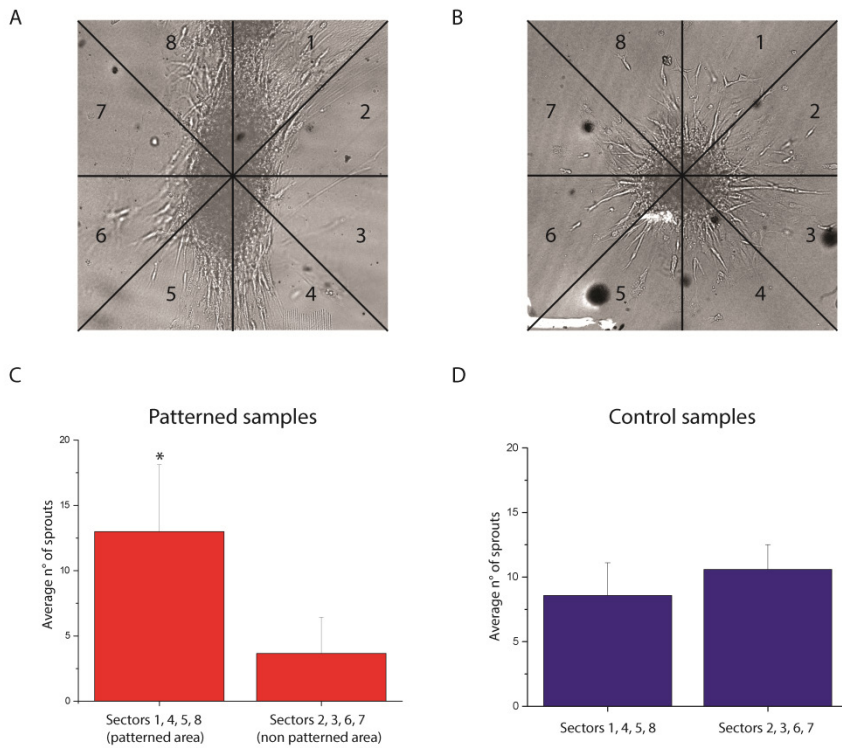 A
8 1
7 2
6 3
5 4
B
8 1
7 2
6 3
5 4
C
Patterned samples
20
15
10
5
0
Average n° of sprouts
*
Sectors 1, 4, 5, 8
(patterned area)
Sectors 2, 3, 6, 7
(non patterned area)
D
Control samples
20
15
10
5
0
Average n° of sprouts
Sectors 1, 4, 5, 8
Sectors 2, 3, 6, 7